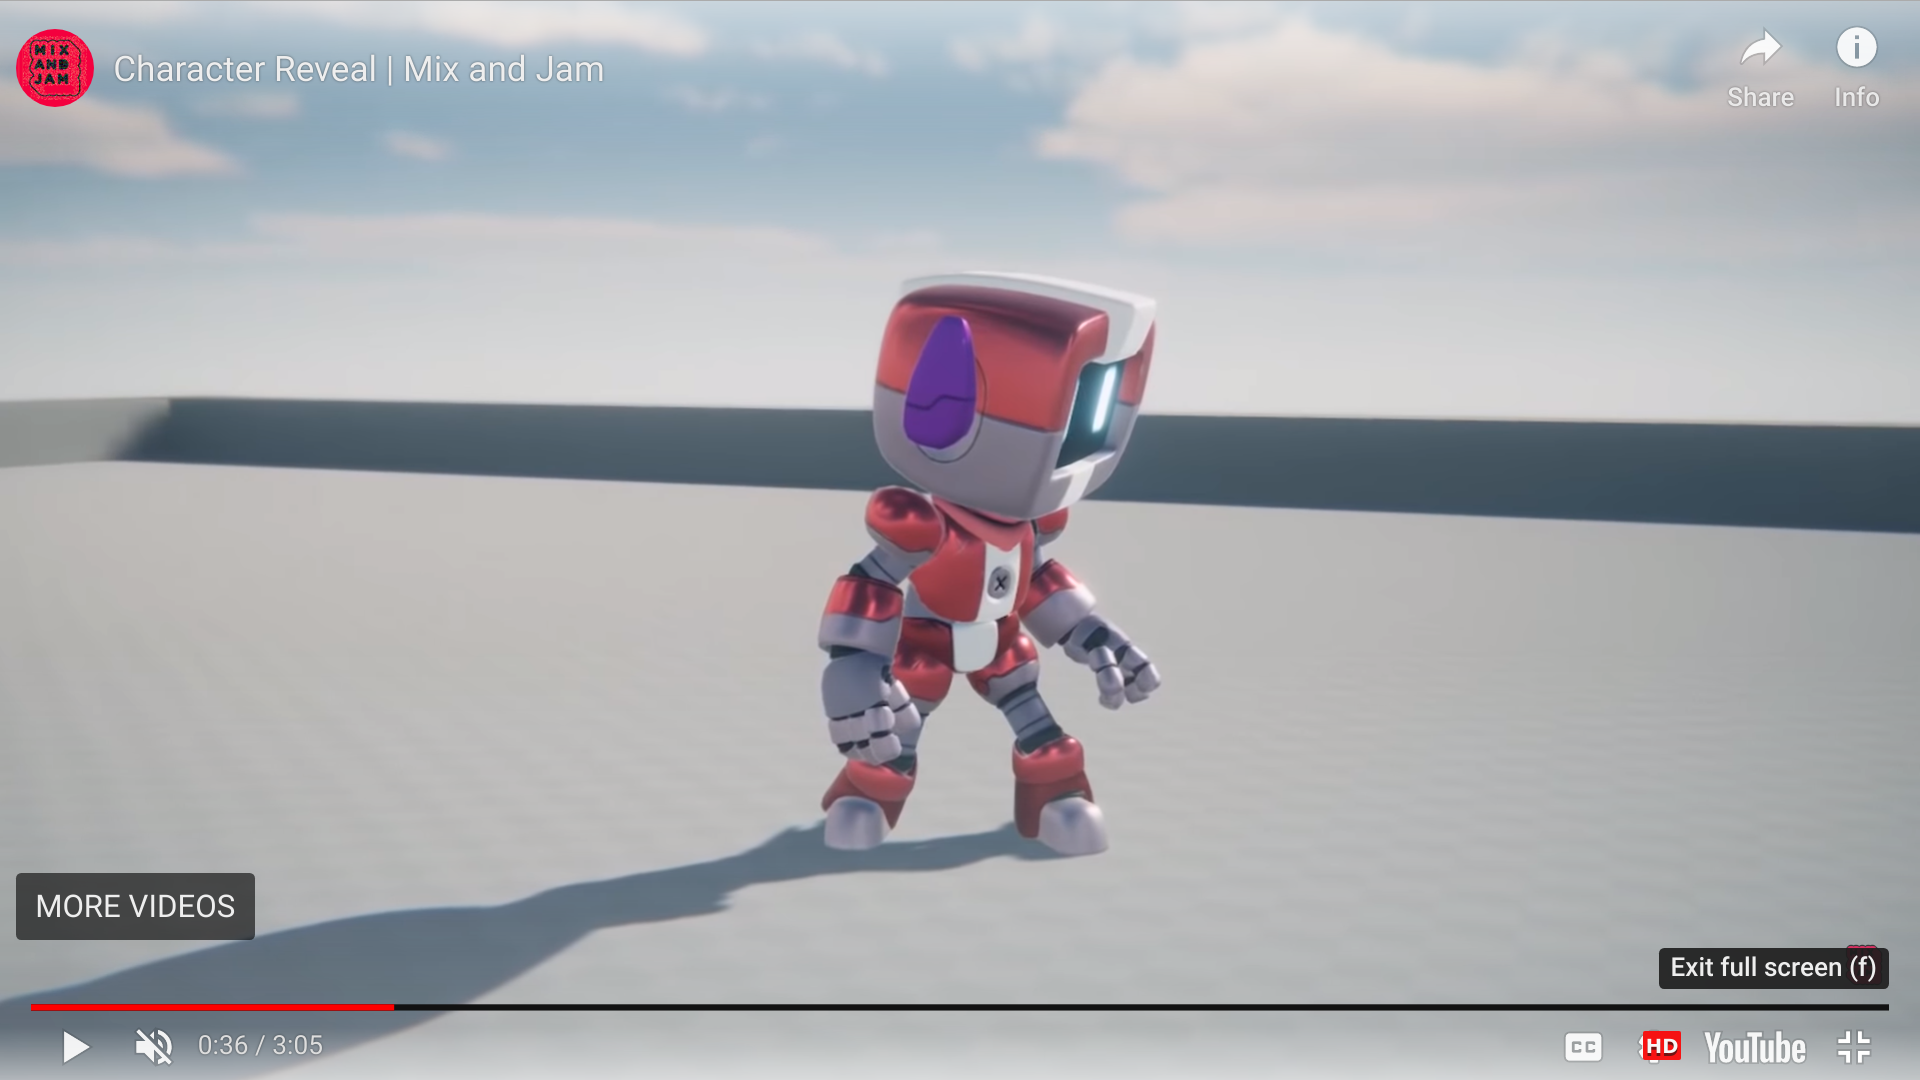 MIX
AND
JAM
Character Reveal | Mix and Jam
Share
Info
X
MORE VIDEOS
Exit full screen (f)
0:36 / 3:05
CC
HD
YouTube